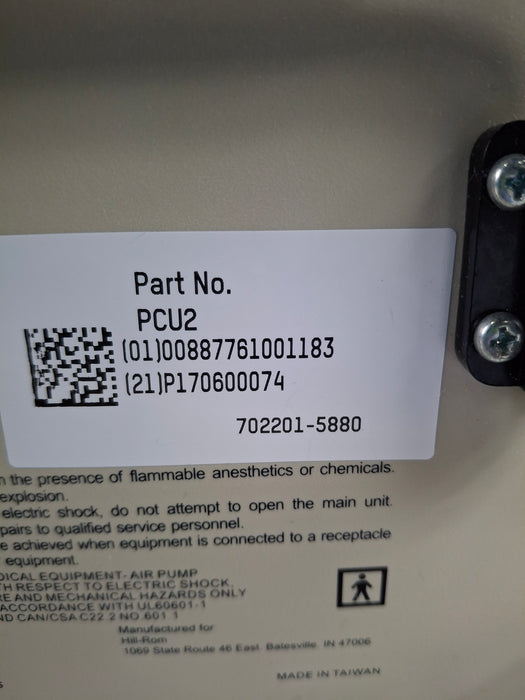 Part No.
PCU2
(01)00887761001183
(21)P170600074
702201-5880
n the presence of flammable anesthetics or chemicals.
explosion.
electric shock, do not attempt to open the main unit.
pairs to qualified service personnel.
e achieved when equipment is connected to a receptacle
equipment.
DICAL EQUIPMENT- AIR PUMP
TH RESPECT TO ELECTRIC SHOCK,
RE AND MECHANICAL HAZARDS ONLY
ACCORDANCE WITH UL60601-1
ND CAN/CSA C22.2 NO.601.1
Manufactured for
Hill-Rom
1069 State Route 46 East Batesville, IN 47006
MADE IN TAIWAN